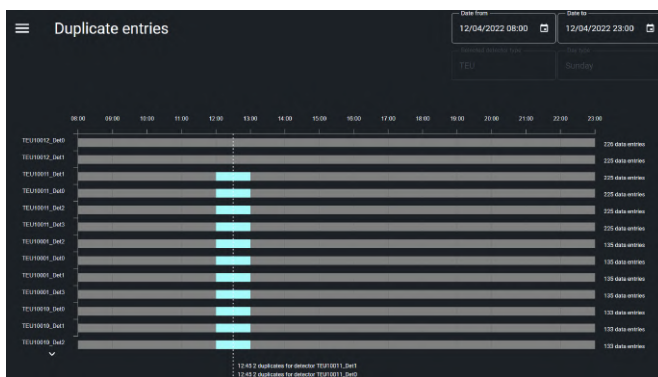 Duplicate entries
Date from
12/04/2022 08:00
Date to
12/04/2022 23:00
TEU
Sunday
08:00 09:00 10:00 11:00 12:00 13:00 14:00 15:00 16:00 17:00 18:00 19:00 20:00 21:00 22:00 23:00
TEU10012_Det0 225 data entries
TEU10012_Det1 225 data entries
TEU10011_Det1 225 data entries
TEU10011_Det0 225 data entries
TEU10011_Det2 225 data entries
TEU10011_Det3 225 data entries
TEU10001_Det2 135 data entries
TEU10001_Det0 135 data entries
TEU10001_Det1 135 data entries
TEU10001_Det3 135 data entries
TEU10019_Det0 133 data entries
TEU10019_Det1 133 data entries
TEU10019_Det2 133 data entries
12:43 2 duplicates for detector TEU10011_Det1
12:43 2 duplicates for detector TEU10011_Det0